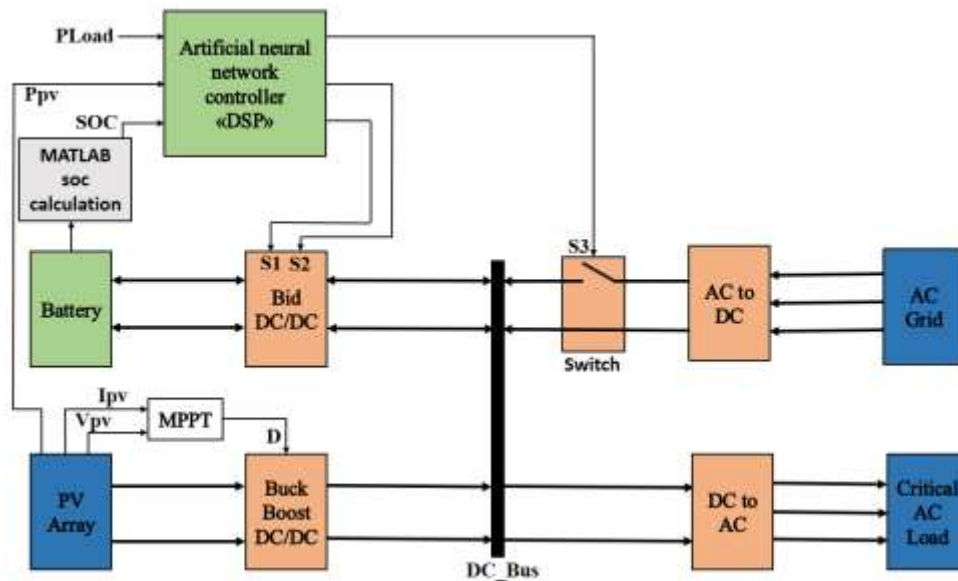 PLoad
Artificial neural
network
controller
«DSP»
Ppv
SOC
MATLAB
soc
calculation
Battery
S1 S2
Bid
DC/DC
S3
Switch
AC to
DC
AC
Grid
Ipv
Vpv
MPPT
D
PV
Array
Buck
Boost
DC/DC
DC to
AC
Critical
AC
Load
DC_Bus